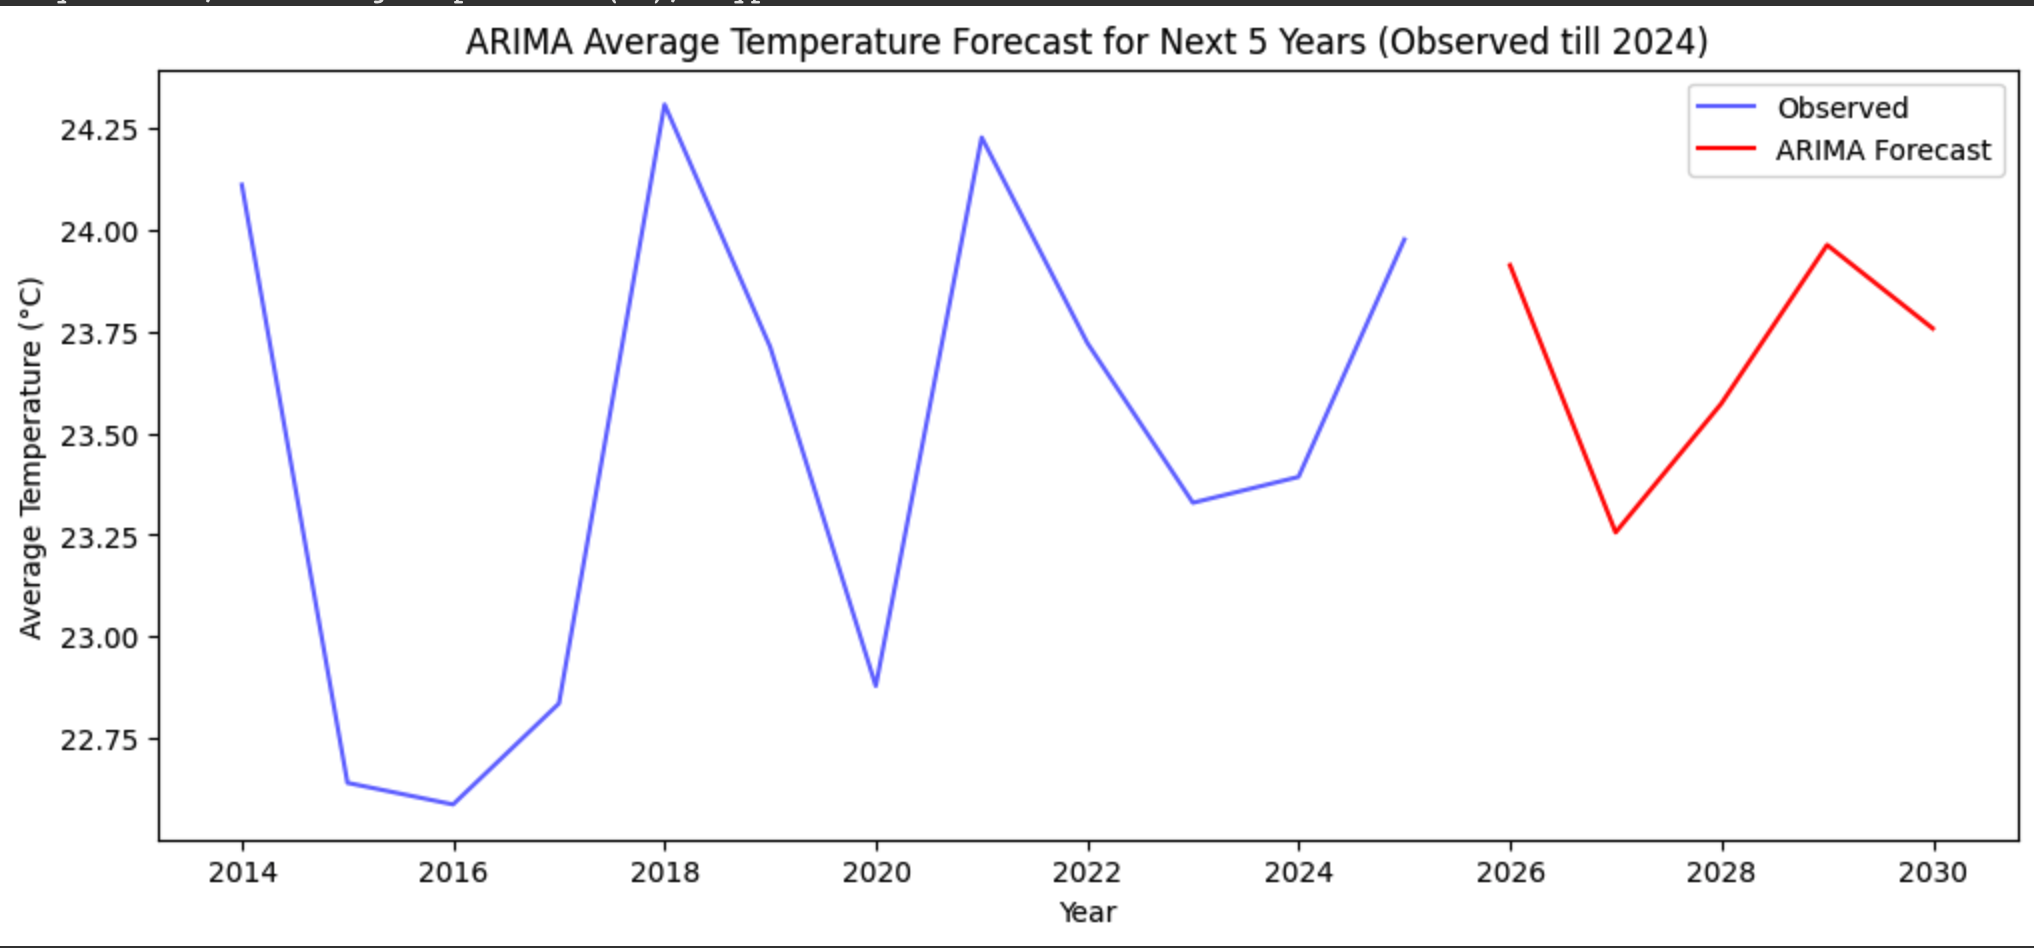 ARIMA Average Temperature Forecast for Next 5 Years (Observed till 2024)
Observed
ARIMA Forecast
Average Temperature (°C)
24.25
24.00
23.75
23.50
23.25
23.00
22.75
2014 2016 2018 2020 2022 2024 2026 2028 2030
Year